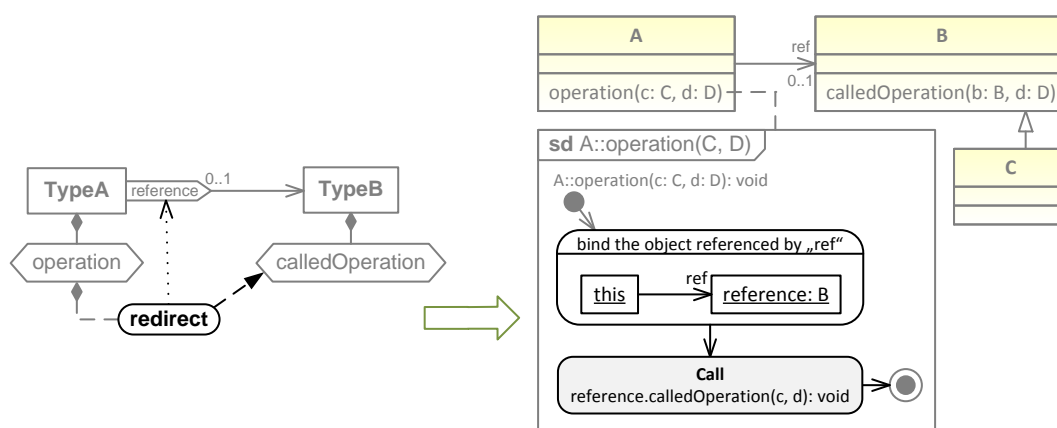 TypeA
reference
0..1
TypeB
operation
calledOperation
redirect
A
ref
0..1
B
operation(c: C, d: D)
calledOperation(b: B, d: D)
C
sd A::operation(C, D)
A::operation(c: C, d: D): void
bind the object referenced by „ref“
this
ref
reference: B
Call
reference.calledOperation(c, d): void